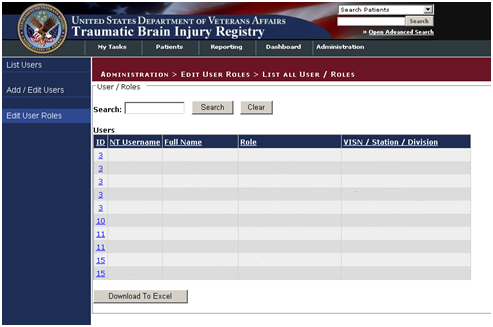 UNITED STATES DEPARTMENT OF VETERANS AFFAIRS
Traumatic Brain Injury Registry
Search Patients
Search
» Open Advanced Search
My Tasks Patients Reporting Dashboard Administration
List Users
Add / Edit Users
Edit User Roles
ADMINISTRATION > EDIT USER ROLES > LIST ALL USER / ROLES
User / Roles
Search: Search Clear
Users
ID NT Username Full Name Role VISN / Station / Division
3
3
3
3
3
10
11
11
15
15
Download To Excel